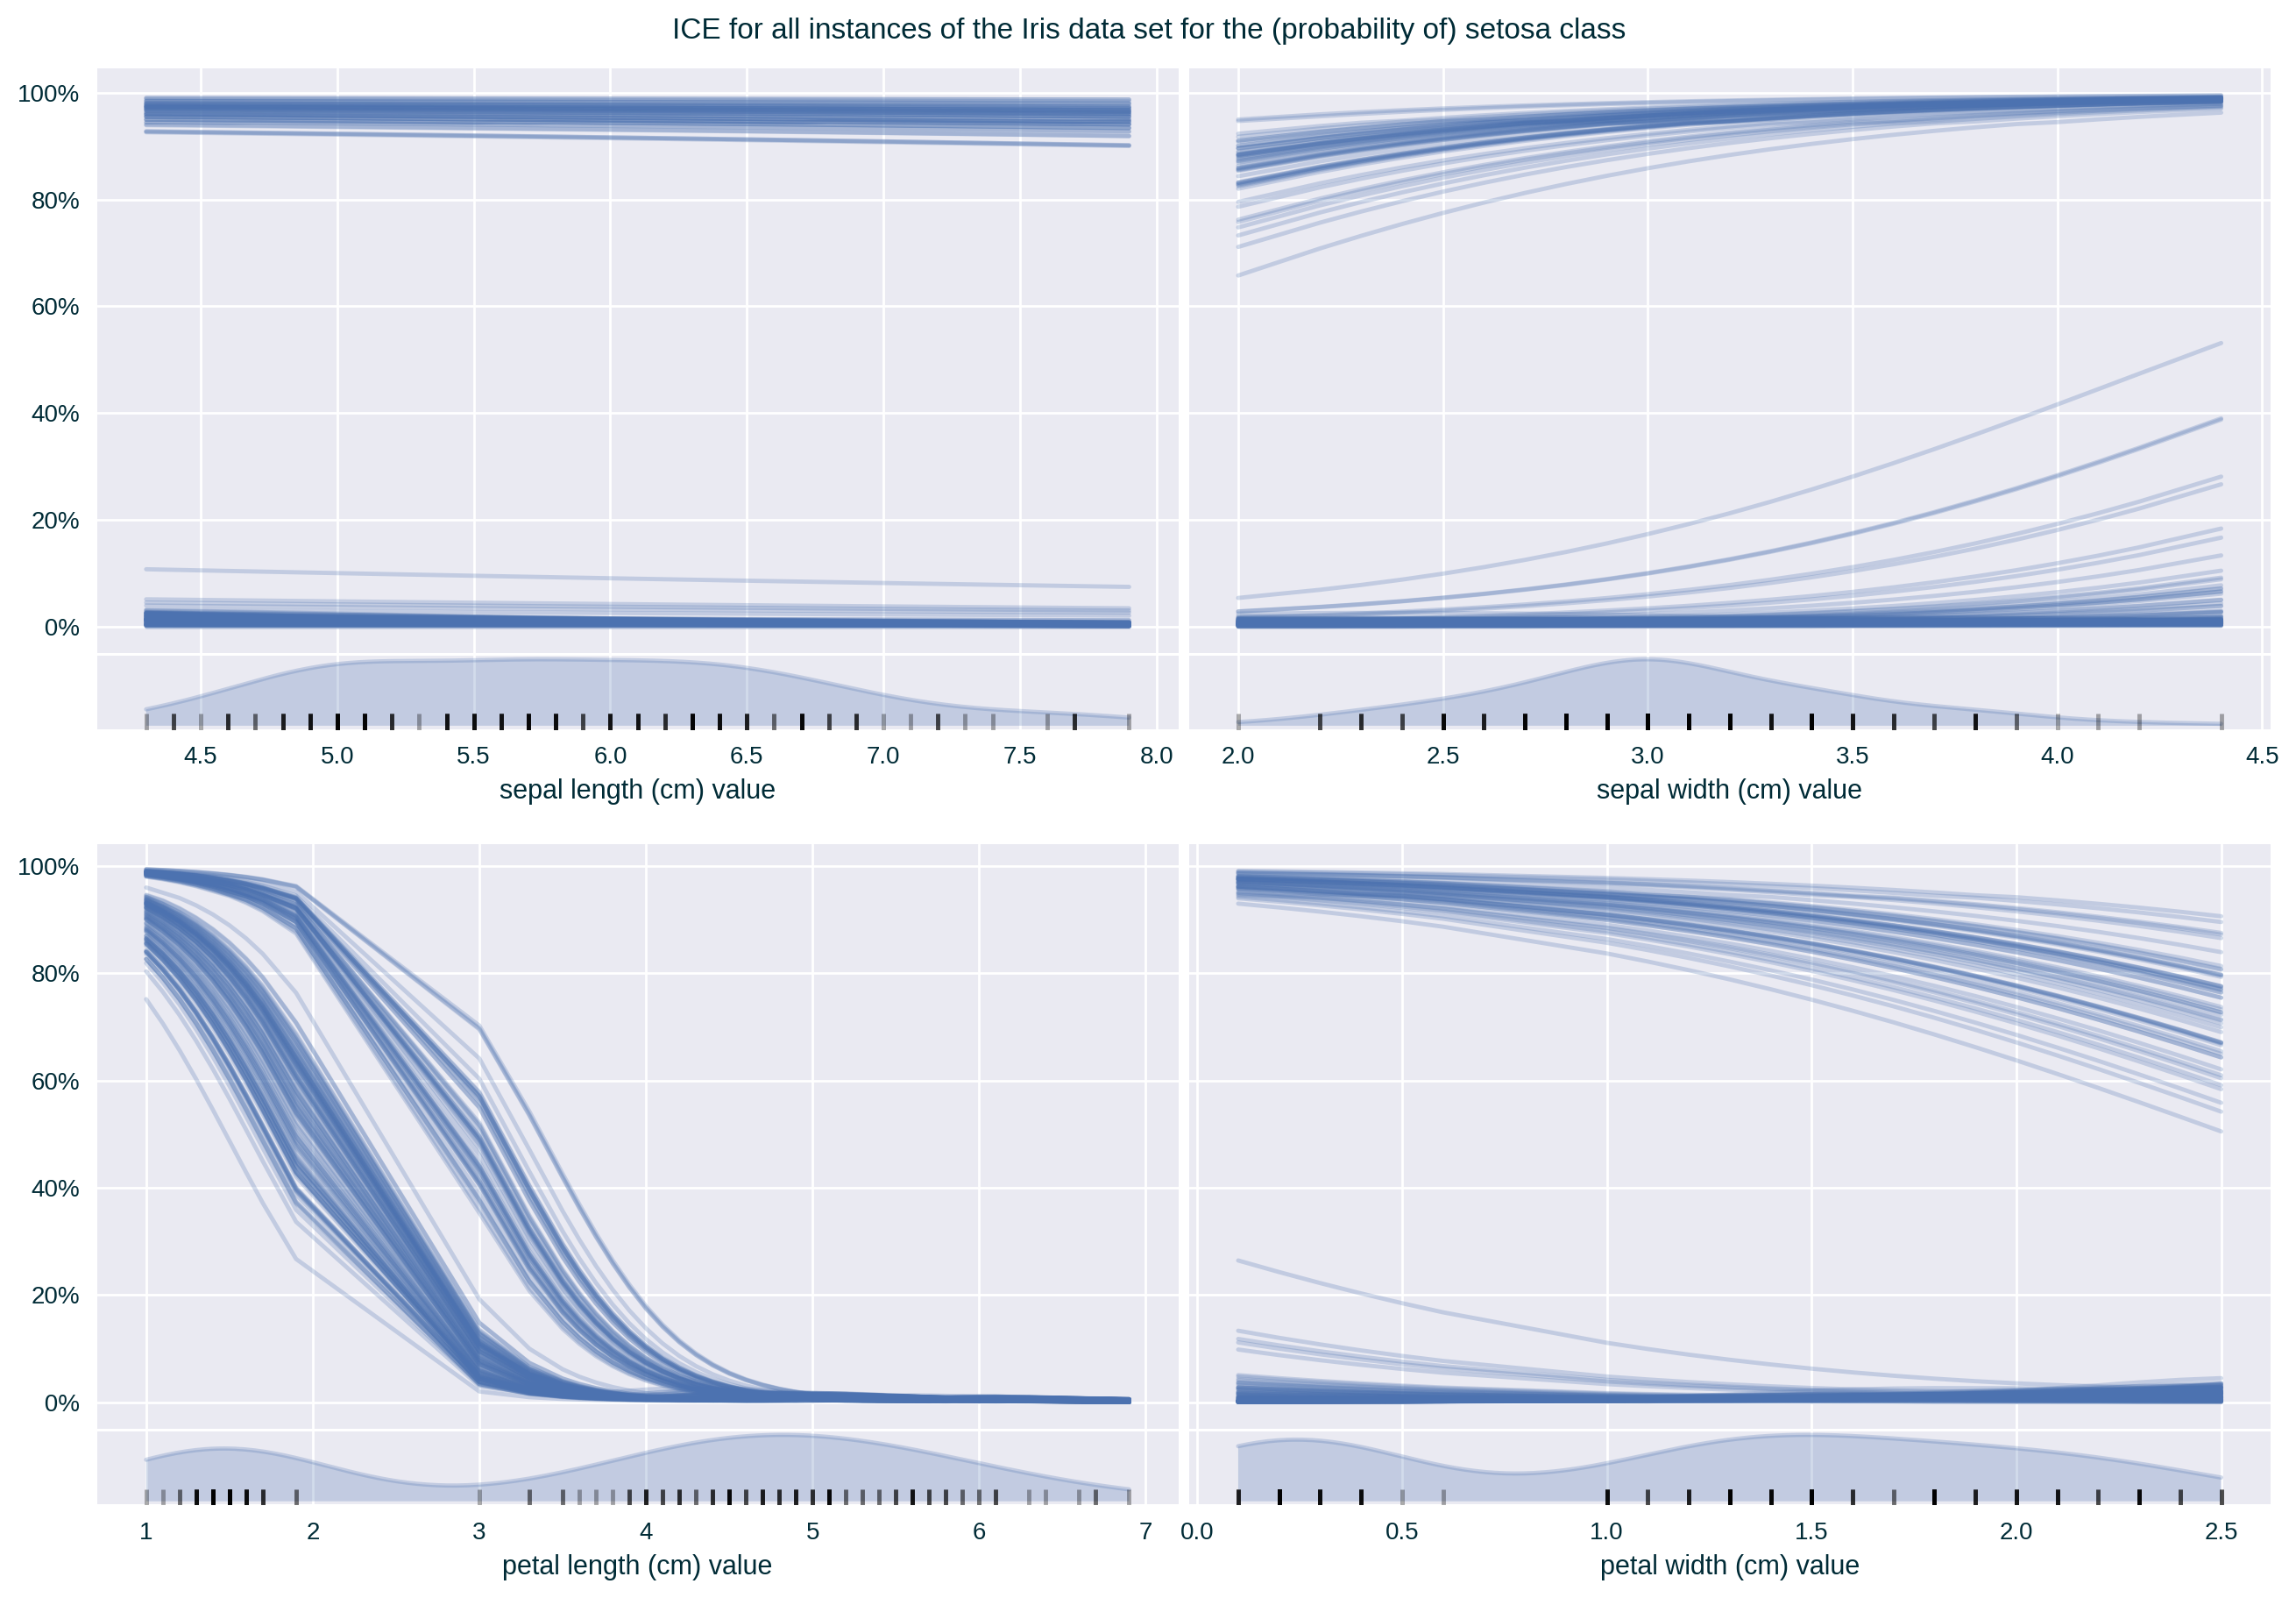 ICE for all instances of the Iris data set for the (probability of) setosa class
100%
80%
60%
40%
20%
0%
4.5 5.0 5.5 6.0 6.5 7.0 7.5 8.0
sepal length (cm) value
2.0 2.5 3.0 3.5 4.0 4.5
sepal width (cm) value
100%
80%
60%
40%
20%
0%
1 2 3 4 5 6 7
petal length (cm) value
0.0 0.5 1.0 1.5 2.0 2.5
petal width (cm) value